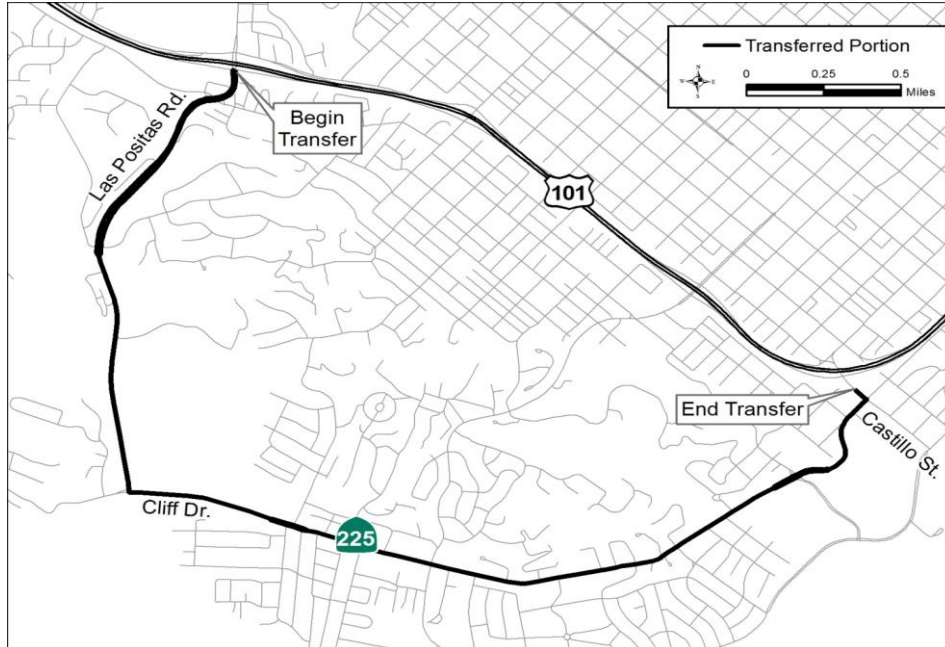 Transferred Portion
N
W E
S
0 0.25 0.5
Miles
Begin
Transfer
Las Positas Rd.
101
End Transfer
Castillo St.
Cliff Dr.
225